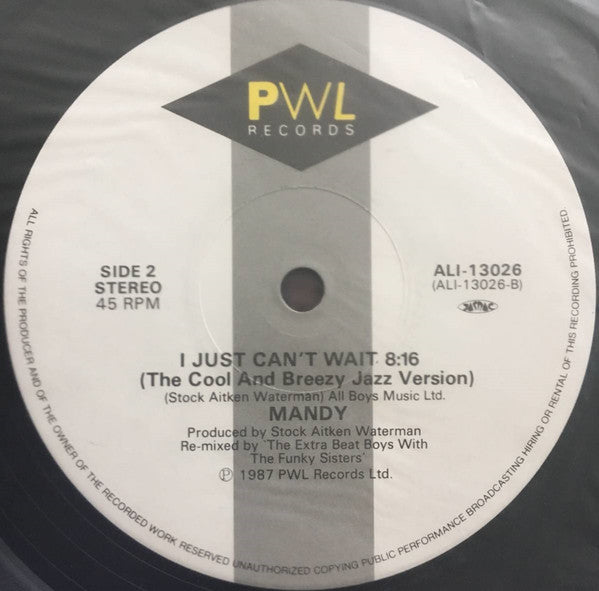 PWL
RECORDS
SIDE 2
STEREO
45 RPM
ALI-13026
(ALI-13026-B)
JASRAC
I JUST CAN'T WAIT 8:16
(The Cool And Breezy Jazz Version)
(Stock Aitken Waterman) All Boys Music Ltd.
MANDY
Produced by Stock Aitken Waterman
Re-mixed by 'The Extra Beat Boys With
The Funky Sisters'
Ⓟ 1987 PWL Records Ltd.
ALL RIGHTS OF THE PRODUCER AND OF THE OWNER OF THE RECORDED WORK RESERVED UNAUTHORIZED COPYING PUBLIC PERFORMANCE BROADCASTING HIRING OR RENTAL OF THIS RECORDING PROHIBITED.